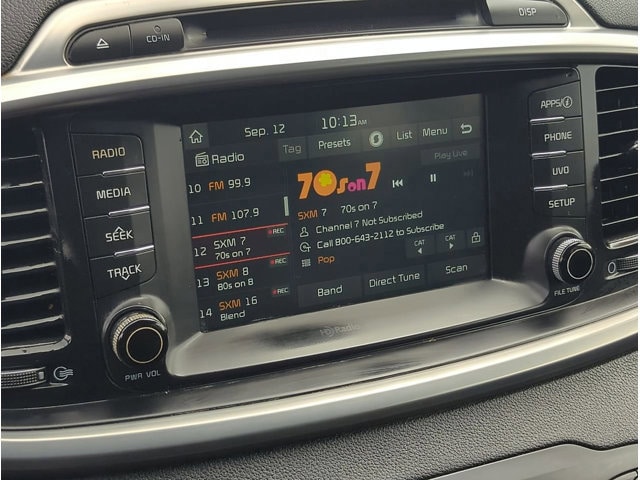 CD-IN
DISP
RADIO
MEDIA
SEEK
TRACK
PWR VOL
Sep. 12
10:13 AM
Radio
Tag
Presets
List
Menu
Play Live
10 FM 99.9
11 FM 107.9
12 SXM 7
70s on 7
REC
13 SXM 8
80s on 8
REC
14 SXM 16
Blend
REC
70s on 7
SXM 7 70s on 7
Channel 7 Not Subscribed
Call 800-643-2112 to Subscribe
Pop
CAT
CAT
Band
Direct Tune
Scan
HD Radio
APPS/i
PHONE
UVO
SETUP
FILE TUNE